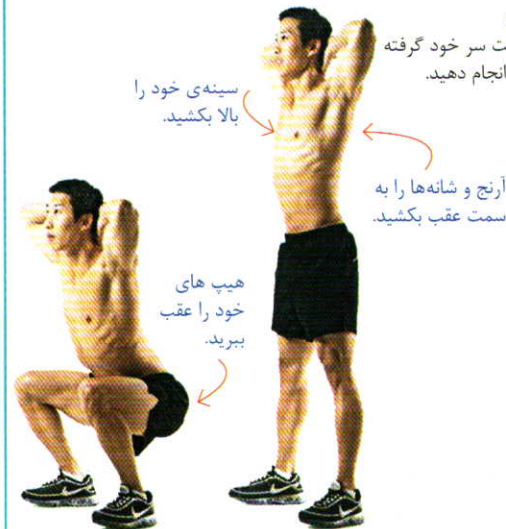 ت سر خود گرفته
انجام دهید.
سینه‌ی خود را
بالا بکشید.
آرنج و شانه‌ها را به
سمت عقب بکشید.
هیپ های
خود را عقب
ببرید.